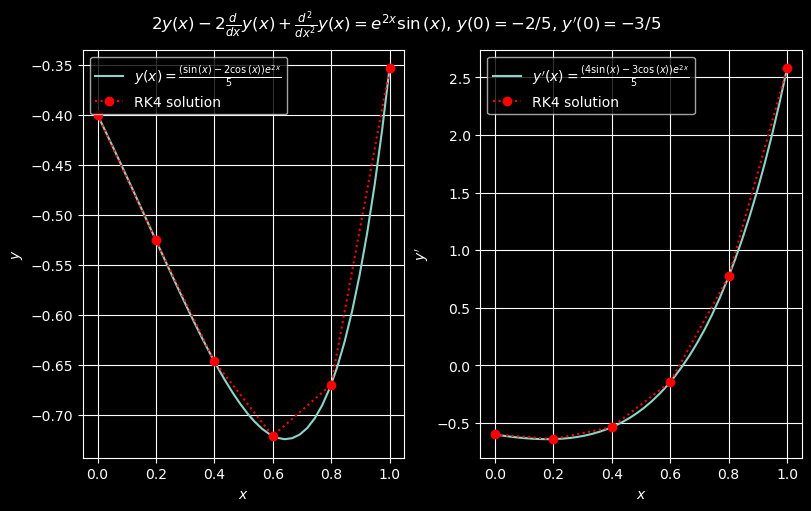 2y(x) − 2 d/dx y(x) + d²/dx² y(x) = e^{2x} sin(x), y(0) = −2/5, y′(0) = −3/5
y(x) = (sin(x)−2cos(x))e^{2x}/5
RK4 solution
−0.35
−0.40
−0.45
−0.50
−0.55
−0.60
−0.65
−0.70
y
0.0 0.2 0.4 0.6 0.8 1.0
x
y′(x) = (4sin(x)−3cos(x))e^{2x}/5
RK4 solution
2.5
2.0
1.5
1.0
0.5
0.0
−0.5
y′
0.0 0.2 0.4 0.6 0.8 1.0
x